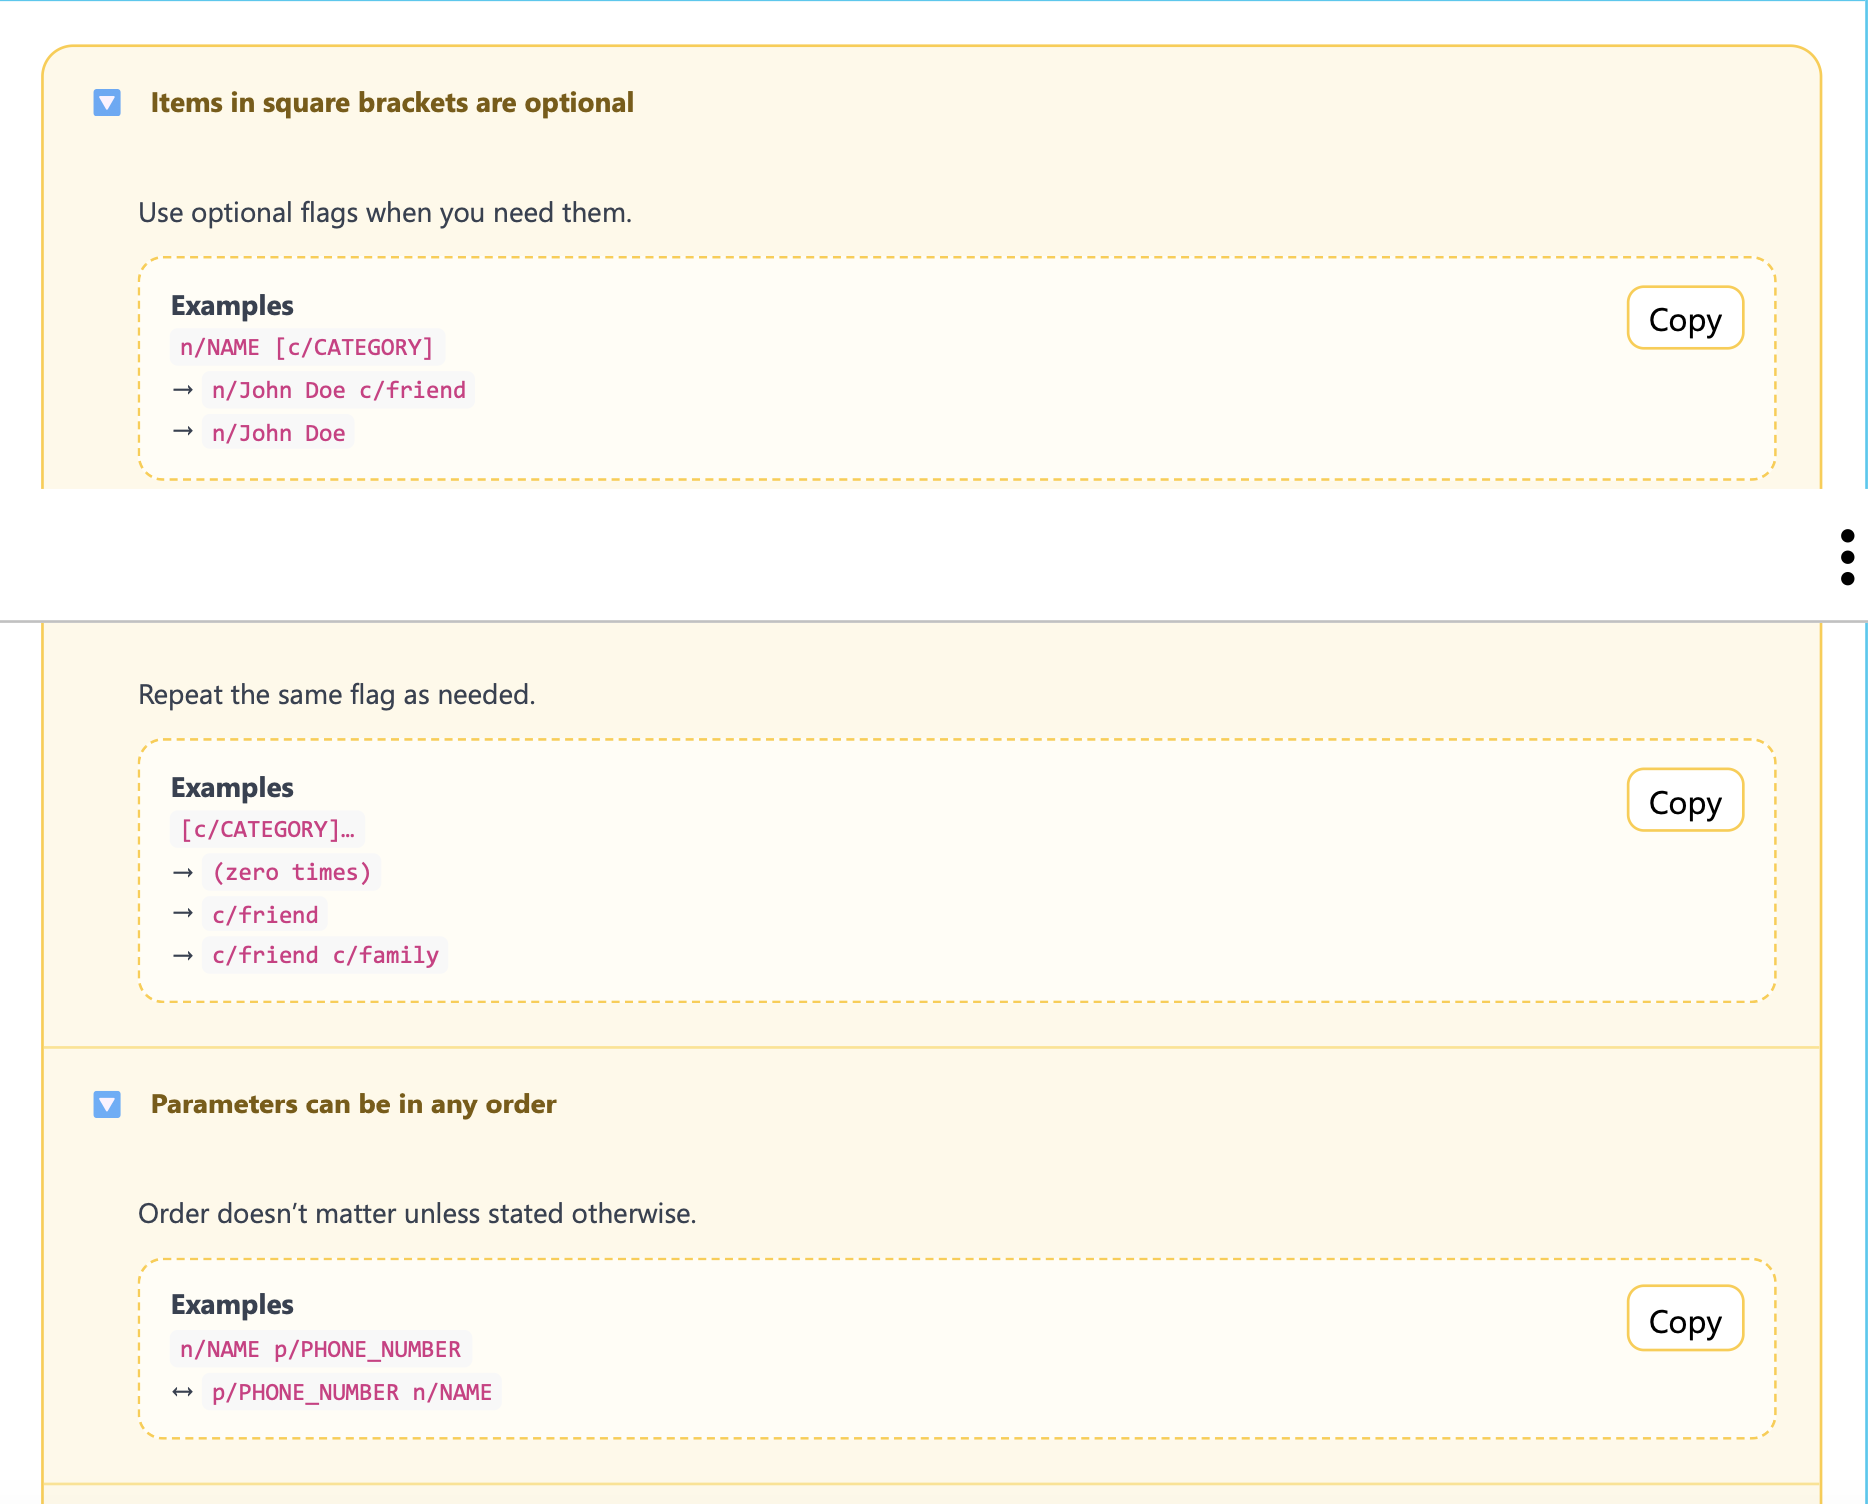 Items in square brackets are optional
Use optional flags when you need them.
Examples
Copy
n/NAME [c/CATEGORY]
→ n/John Doe c/friend
→ n/John Doe
Repeat the same flag as needed.
Examples
Copy
[c/CATEGORY]…
→ (zero times)
→ c/friend
→ c/friend c/family
Parameters can be in any order
Order doesn’t matter unless stated otherwise.
Examples
Copy
n/NAME p/PHONE_NUMBER
↔ p/PHONE_NUMBER n/NAME